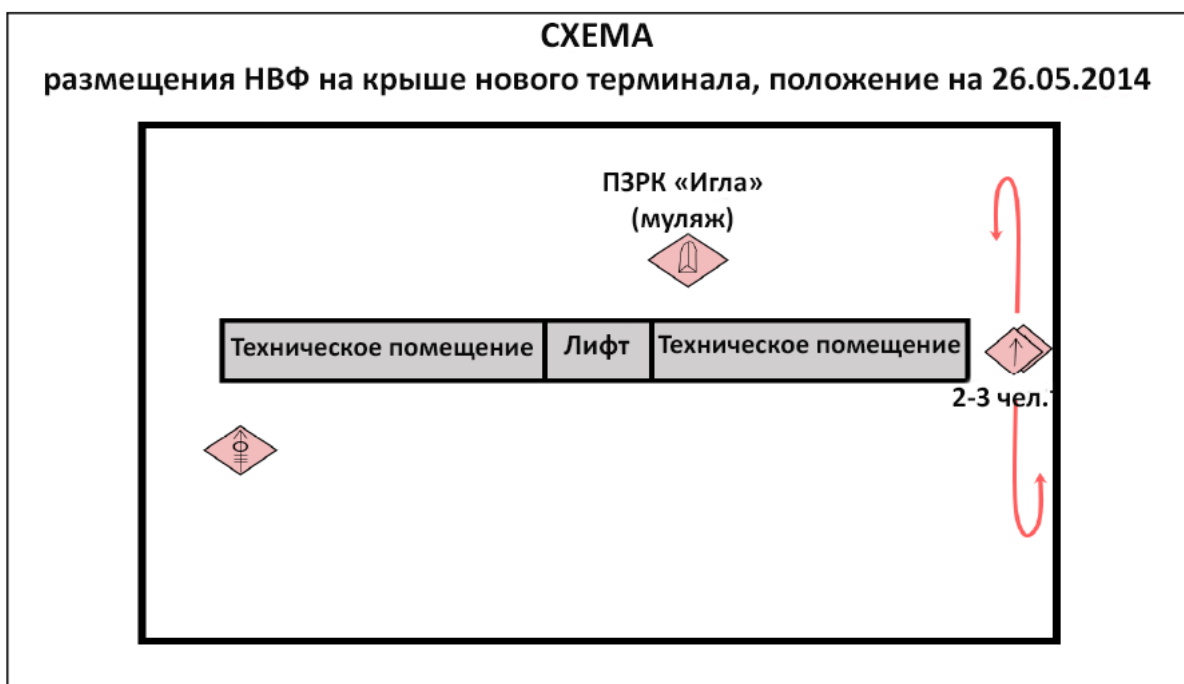 СХЕМА
размещения НВФ на крыше нового терминала, положение на 26.05.2014
ПЗРК «Игла»
(муляж)
Техническое помещение
Лифт
Техническое помещение
2-3 чел.